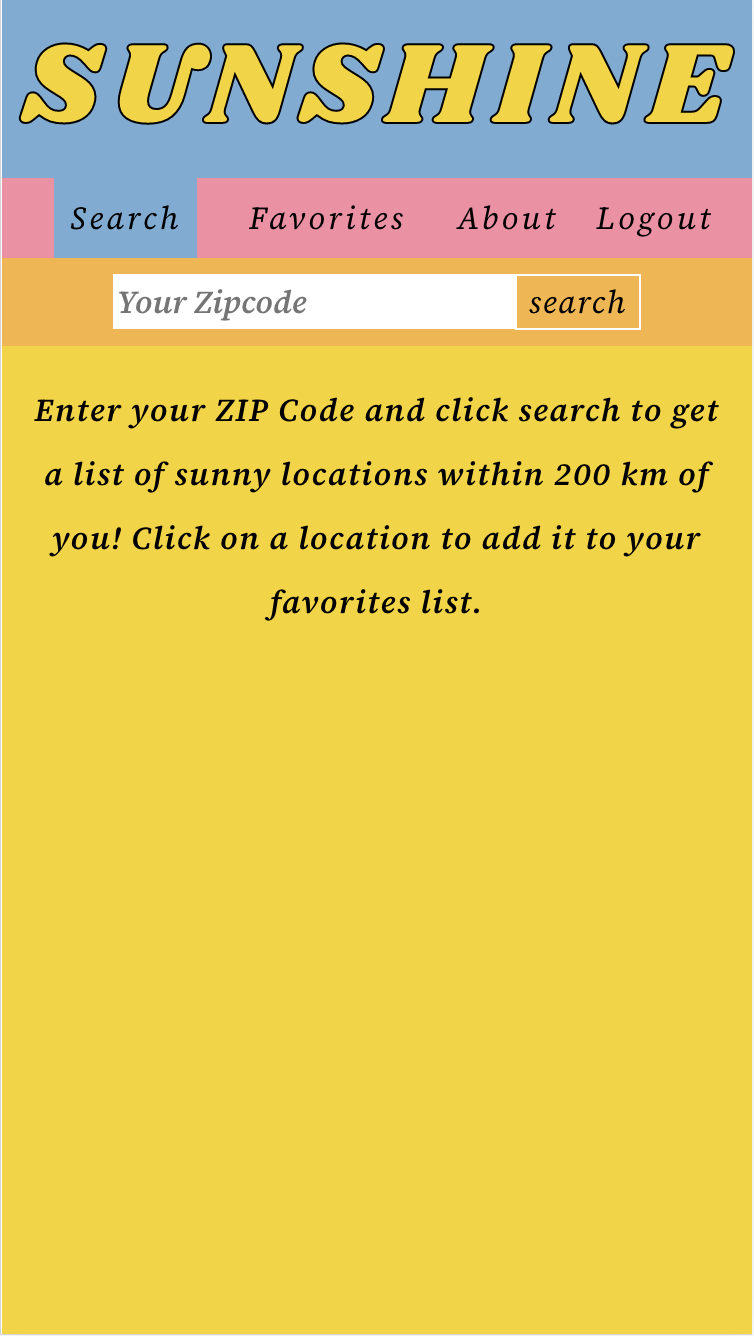 SUNSHINE
Search Favorites About Logout
Your Zipcode search
Enter your ZIP Code and click search to get
a list of sunny locations within 200 km of
you! Click on a location to add it to your
favorites list.